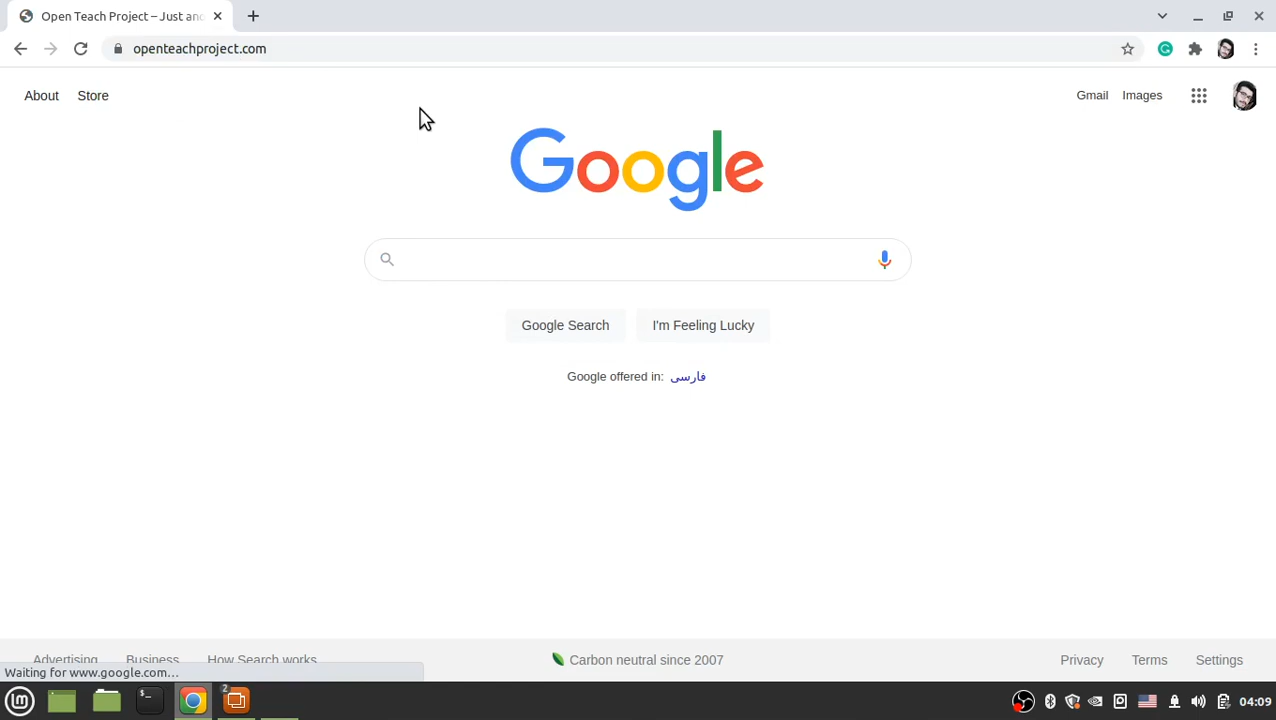 Open Teach Project – Just an
openteachproject.com
About Store Gmail Images
Google
Google Search I'm Feeling Lucky
Google offered in: فارسی
Advertising Business How Search works Carbon neutral since 2007 Privacy Terms Settings
Waiting for www.google.com…
2
04:09